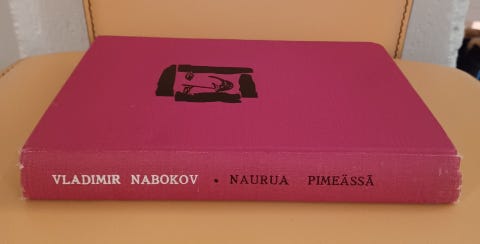 VLADIMIR NABOKOV • NAURUA PIMEÄSSÄ